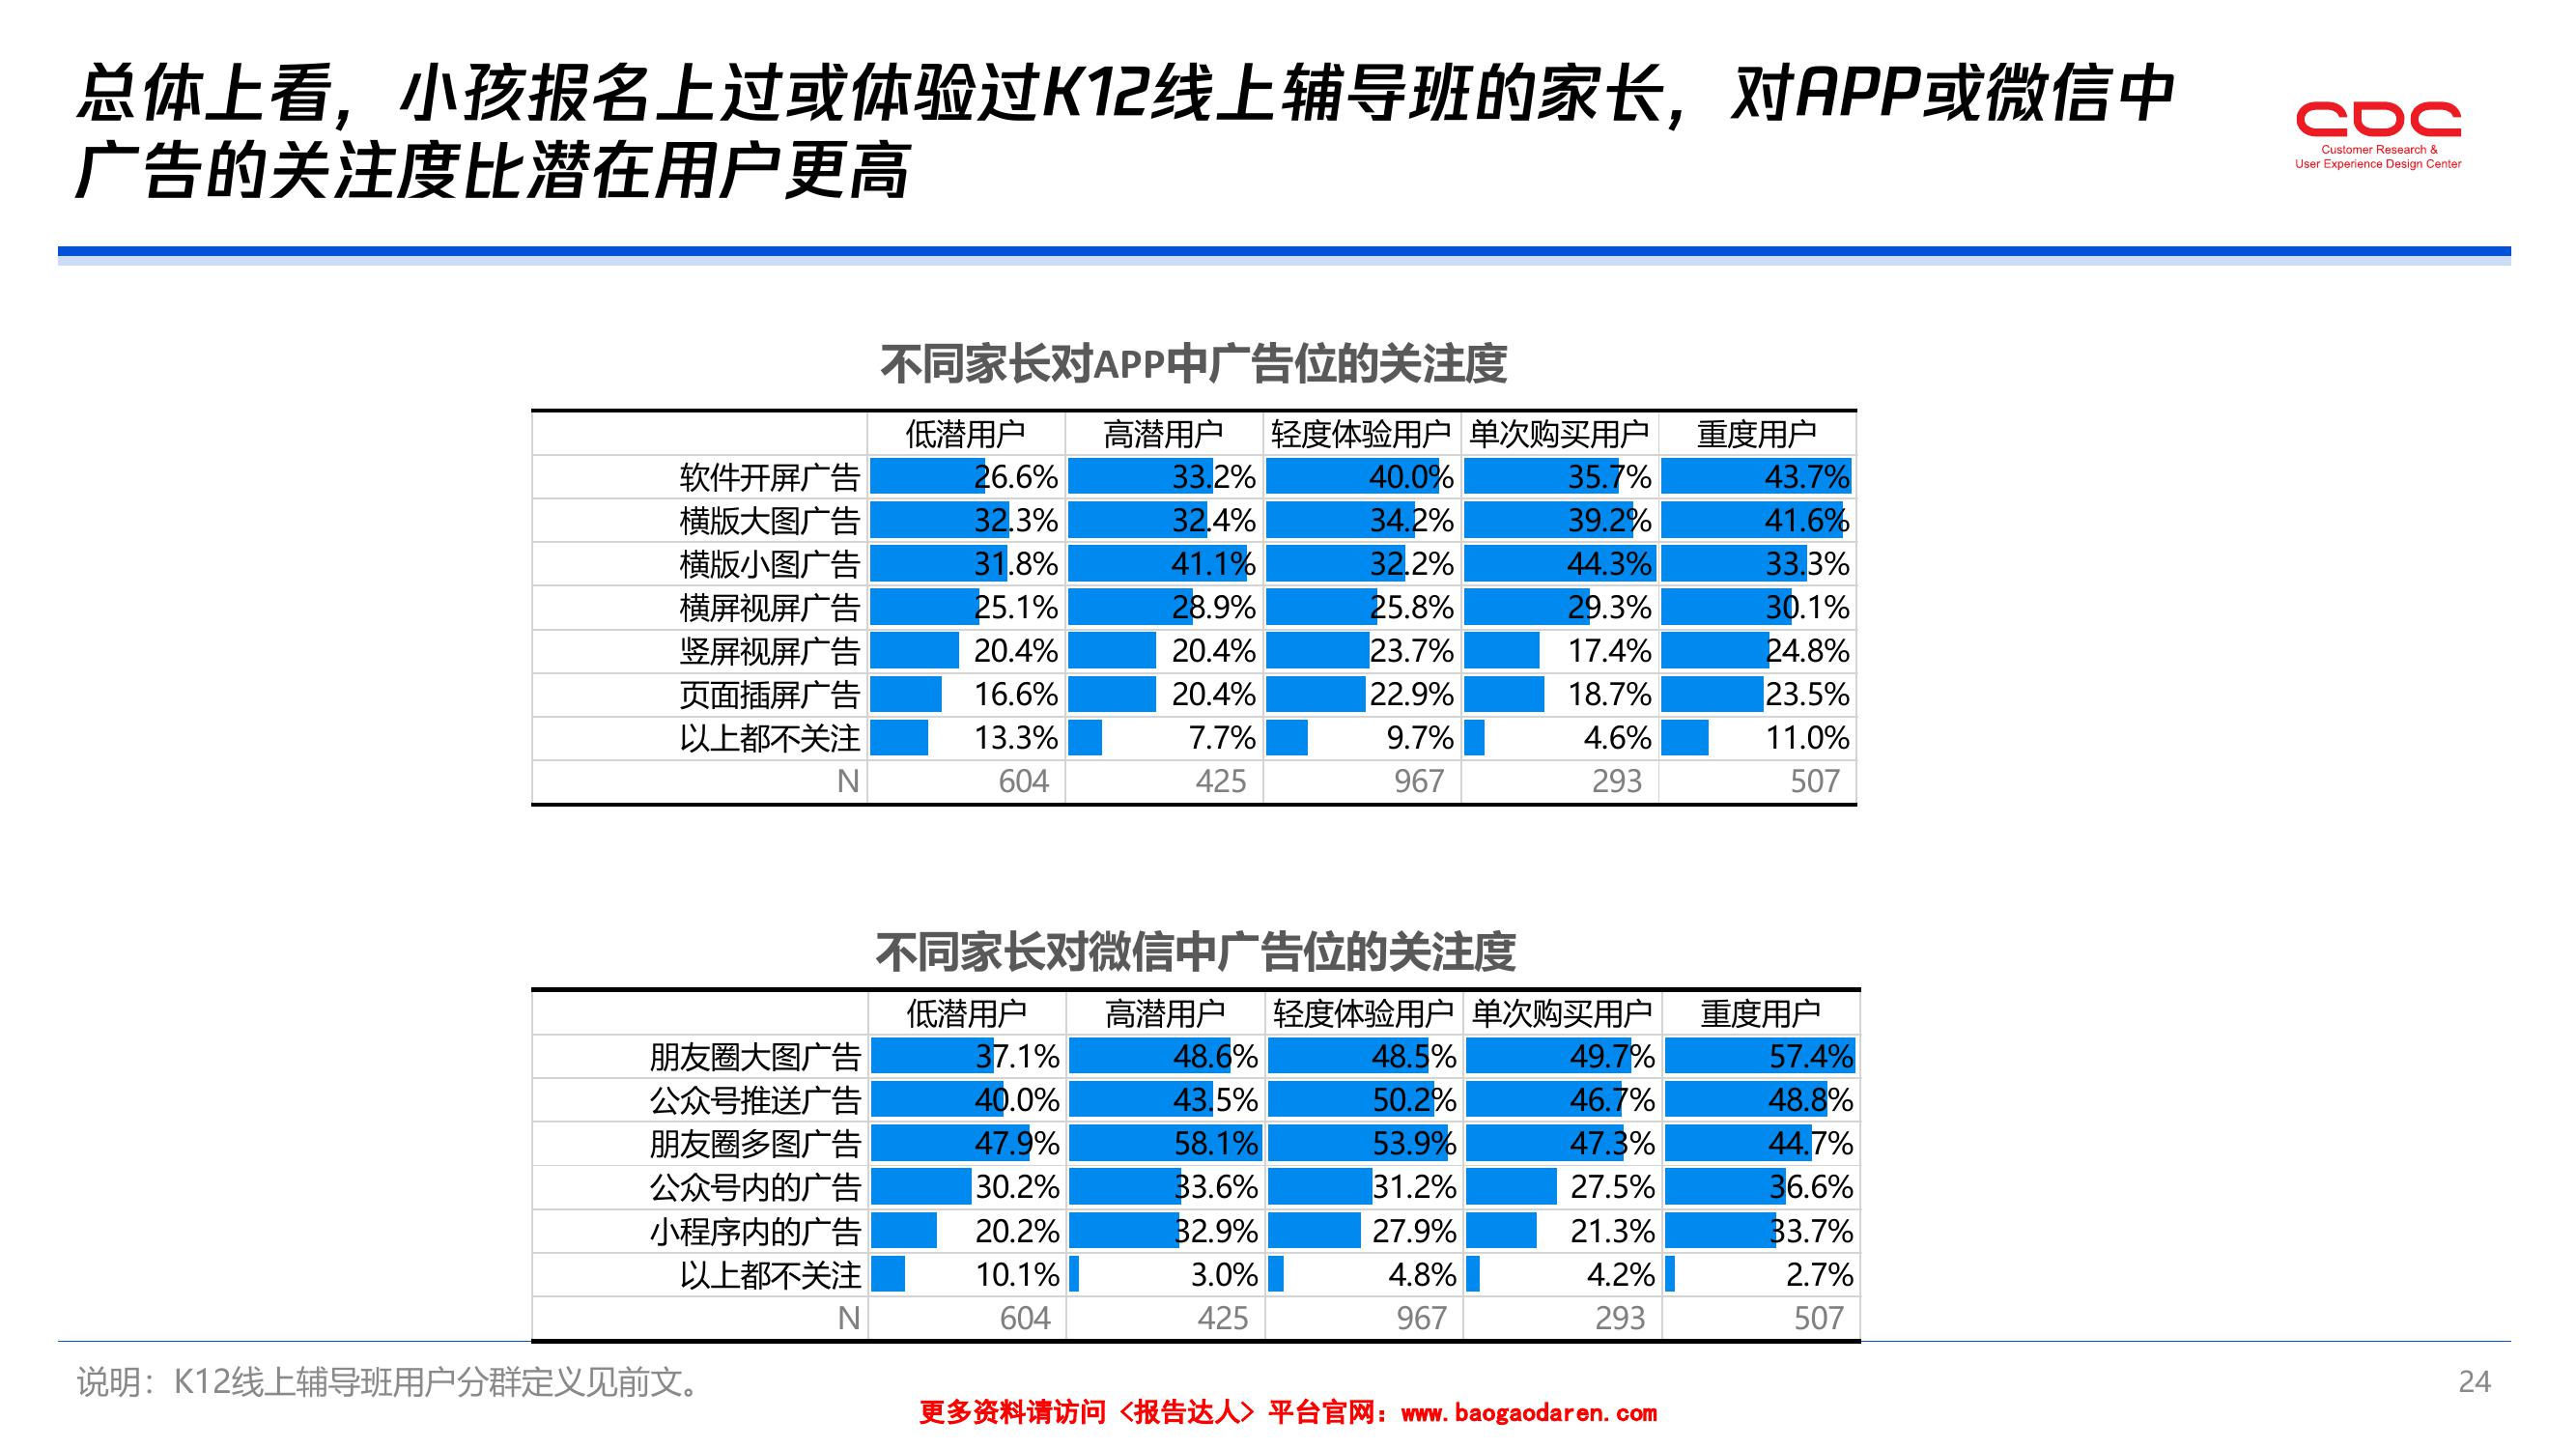 总体上看，小孩报名上过或体验过K12线上辅导班的家长，对APP或微信中
广告的关注度比潜在用户更高
CDC
Customer Research &
User Experience Design Center
不同家长对APP中广告位的关注度
低潜用户 高潜用户 轻度体验用户 单次购买用户 重度用户
软件开屏广告 26.6% 33.2% 40.0% 35.7% 43.7%
横版大图广告 32.3% 32.4% 34.2% 39.2% 41.6%
横版小图广告 31.8% 41.1% 32.2% 44.3% 33.3%
横屏视屏广告 25.1% 28.9% 25.8% 29.3% 30.1%
竖屏视屏广告 20.4% 20.4% 23.7% 17.4% 24.8%
页面插屏广告 16.6% 20.4% 22.9% 18.7% 23.5%
以上都不关注 13.3% 7.7% 9.7% 4.6% 11.0%
N 604 425 967 293 507
不同家长对微信中广告位的关注度
低潜用户 高潜用户 轻度体验用户 单次购买用户 重度用户
朋友圈大图广告 37.1% 48.6% 48.5% 49.7% 57.4%
公众号推送广告 40.0% 43.5% 50.2% 46.7% 48.8%
朋友圈多图广告 47.9% 58.1% 53.9% 47.3% 44.7%
公众号内的广告 30.2% 33.6% 31.2% 27.5% 36.6%
小程序内的广告 20.2% 32.9% 27.9% 21.3% 33.7%
以上都不关注 10.1% 3.0% 4.8% 4.2% 2.7%
N 604 425 967 293 507
说明：K12线上辅导班用户分群定义见前文。
24
更多资料请访问〈报告达人〉平台官网：www.baogaodaren.com